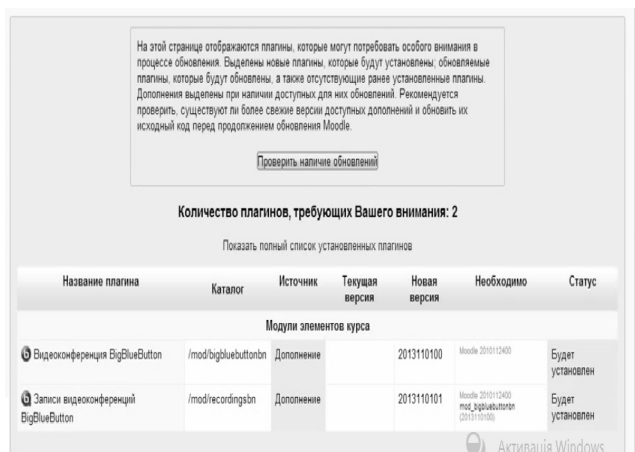 На этой странице отображаются плагины, которые могут потребовать особого внимания в
процессе обновления. Выделены новые плагины, которые будут установлены; обновляемые
плагины, которые будут обновлены, а также отсутствующие ранее установленные плагины.
Дополнения выделены при наличии доступных для них обновлений. Рекомендуется
проверить, существуют ли более свежие версии доступных дополнений и обновить их
исходный код перед продолжением обновления Moodle.
Проверить наличие обновлений
Количество плагинов, требующих Вашего внимания: 2
Показать полный список установленных плагинов
Название плагина Каталог Источник Текущая версия Новая версия Необходимо Статус
Модули элементов курса
Видеоконференция BigBlueButton /mod/bigbluebuttonbn Дополнение 2013110100 Moodle 2010112400 Будет
установлен
Записи видеоконференций /mod/recordingsbn Дополнение 2013110101 Moodle 2010112400 Будет
BigBlueButton mod_bigbluebuttonbn установлен
(2013110100)
Активація Windows